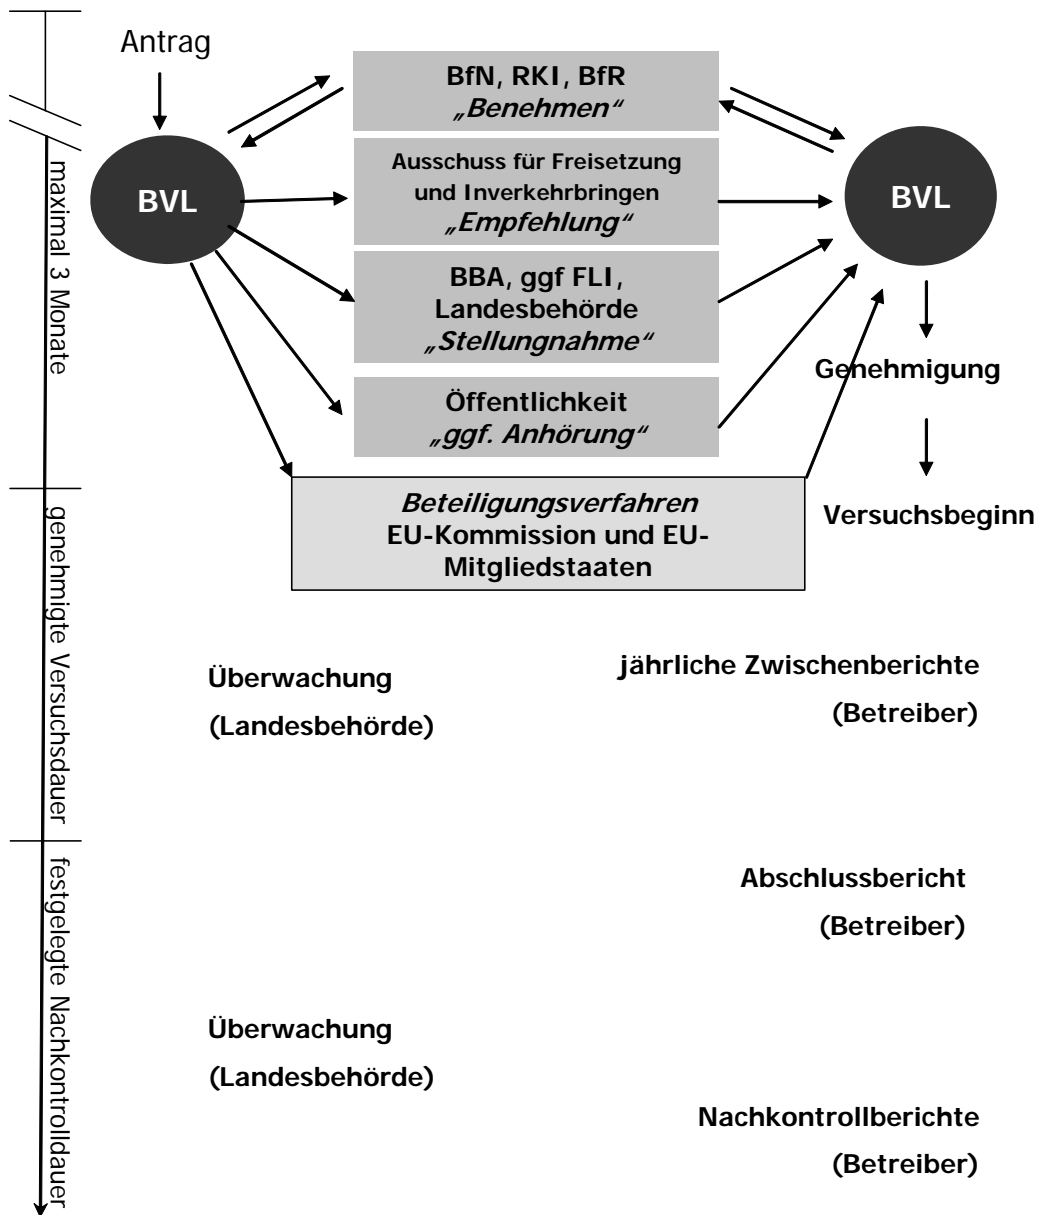 Antrag
BfN, RKI, BfR
„Benehmen“
BVL
Ausschuss für Freisetzung
und Inverkehrbringen
„Empfehlung“
BVL
BBA, ggf FLI,
Landesbehörde
„Stellungnahme“
Genehmigung
Öffentlichkeit
„ggf. Anhörung“
Beteiligungsverfahren
EU-Kommission und EU-
Mitgliedstaaten
Versuchsbeginn
maximal 3 Monate
genehmigte Versuchsdauer
Überwachung
(Landesbehörde)
jährliche Zwischenberichte
(Betreiber)
festgelegte Nachkontrolldauer
Abschlussbericht
(Betreiber)
Überwachung
(Landesbehörde)
Nachkontrollberichte
(Betreiber)